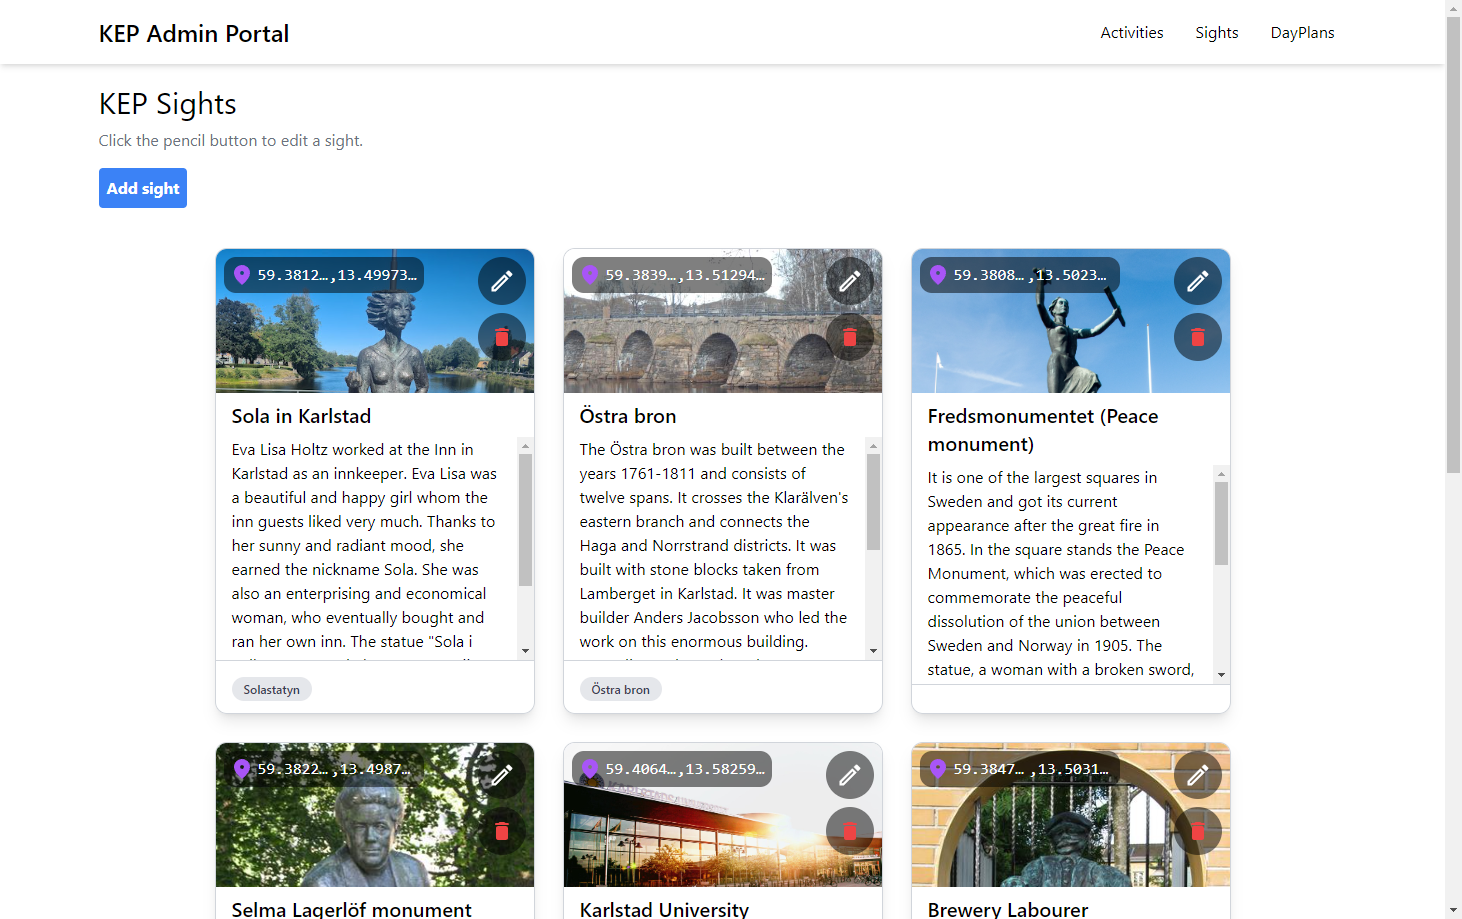 KEP Admin Portal
Activities
Sights
DayPlans
KEP Sights
Click the pencil button to edit a sight.
Add sight
59.3812…,13.49973…
Sola in Karlstad
Eva Lisa Holtz worked at the Inn in
Karlstad as an innkeeper. Eva Lisa was
a beautiful and happy girl whom the
inn guests liked very much. Thanks to
her sunny and radiant mood, she
earned the nickname Sola. She was
also an enterprising and economical
woman, who eventually bought and
ran her own inn. The statue "Sola i
Solastatyn
59.3839…,13.51294…
Östra bron
The Östra bron was built between the
years 1761-1811 and consists of
twelve spans. It crosses the Klarälven's
eastern branch and connects the
Haga and Norrstrand districts. It was
built with stone blocks taken from
Lamberget in Karlstad. It was master
builder Anders Jacobsson who led the
work on this enormous building.
Östra bron
59.3808…,13.5023…
Fredsmonumentet (Peace
monument)
It is one of the largest squares in
Sweden and got its current
appearance after the great fire in
1865. In the square stands the Peace
Monument, which was erected to
commemorate the peaceful
dissolution of the union between
Sweden and Norway in 1905. The
statue, a woman with a broken sword,
59.3822…,13.4987…
Selma Lagerlöf monument
59.4064…,13.58259…
KARLSTADS UNIVERSITET
Karlstad University
59.3847…,13.5031…
Brewery Labourer